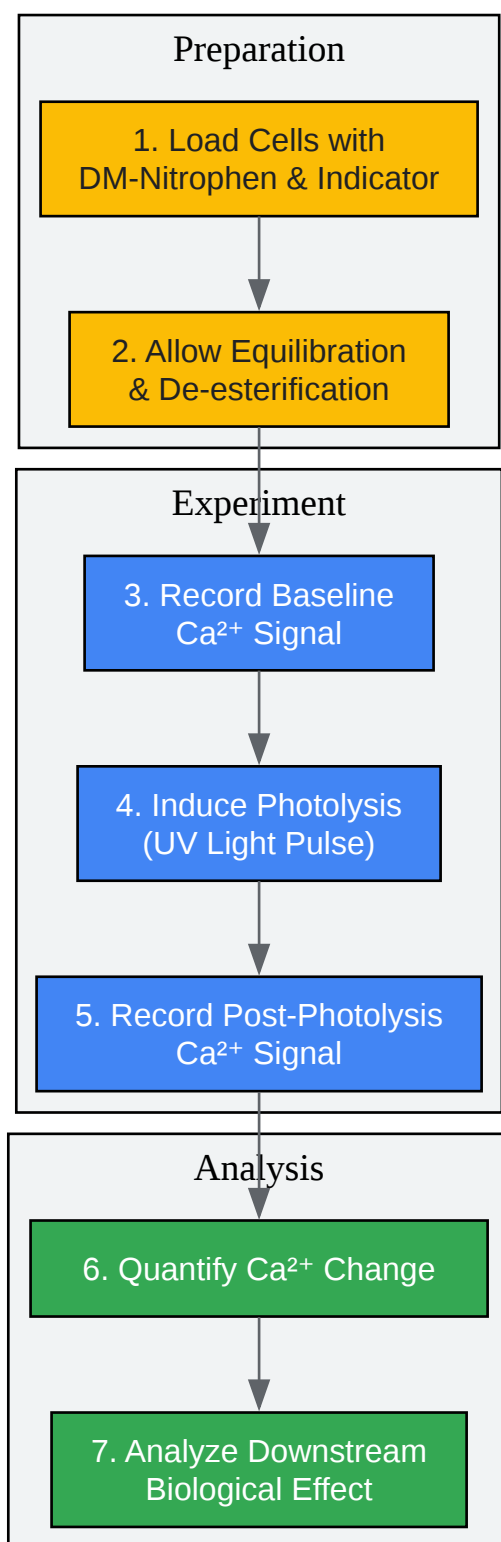 Preparation
1. Load Cells with
DM-Nitrophen & Indicator
2. Allow Equilibration
& De-esterification
Experiment
3. Record Baseline
Ca²⁺ Signal
4. Induce Photolysis
(UV Light Pulse)
5. Record Post-Photolysis
Ca²⁺ Signal
Analysis
6. Quantify Ca²⁺ Change
7. Analyze Downstream
Biological Effect